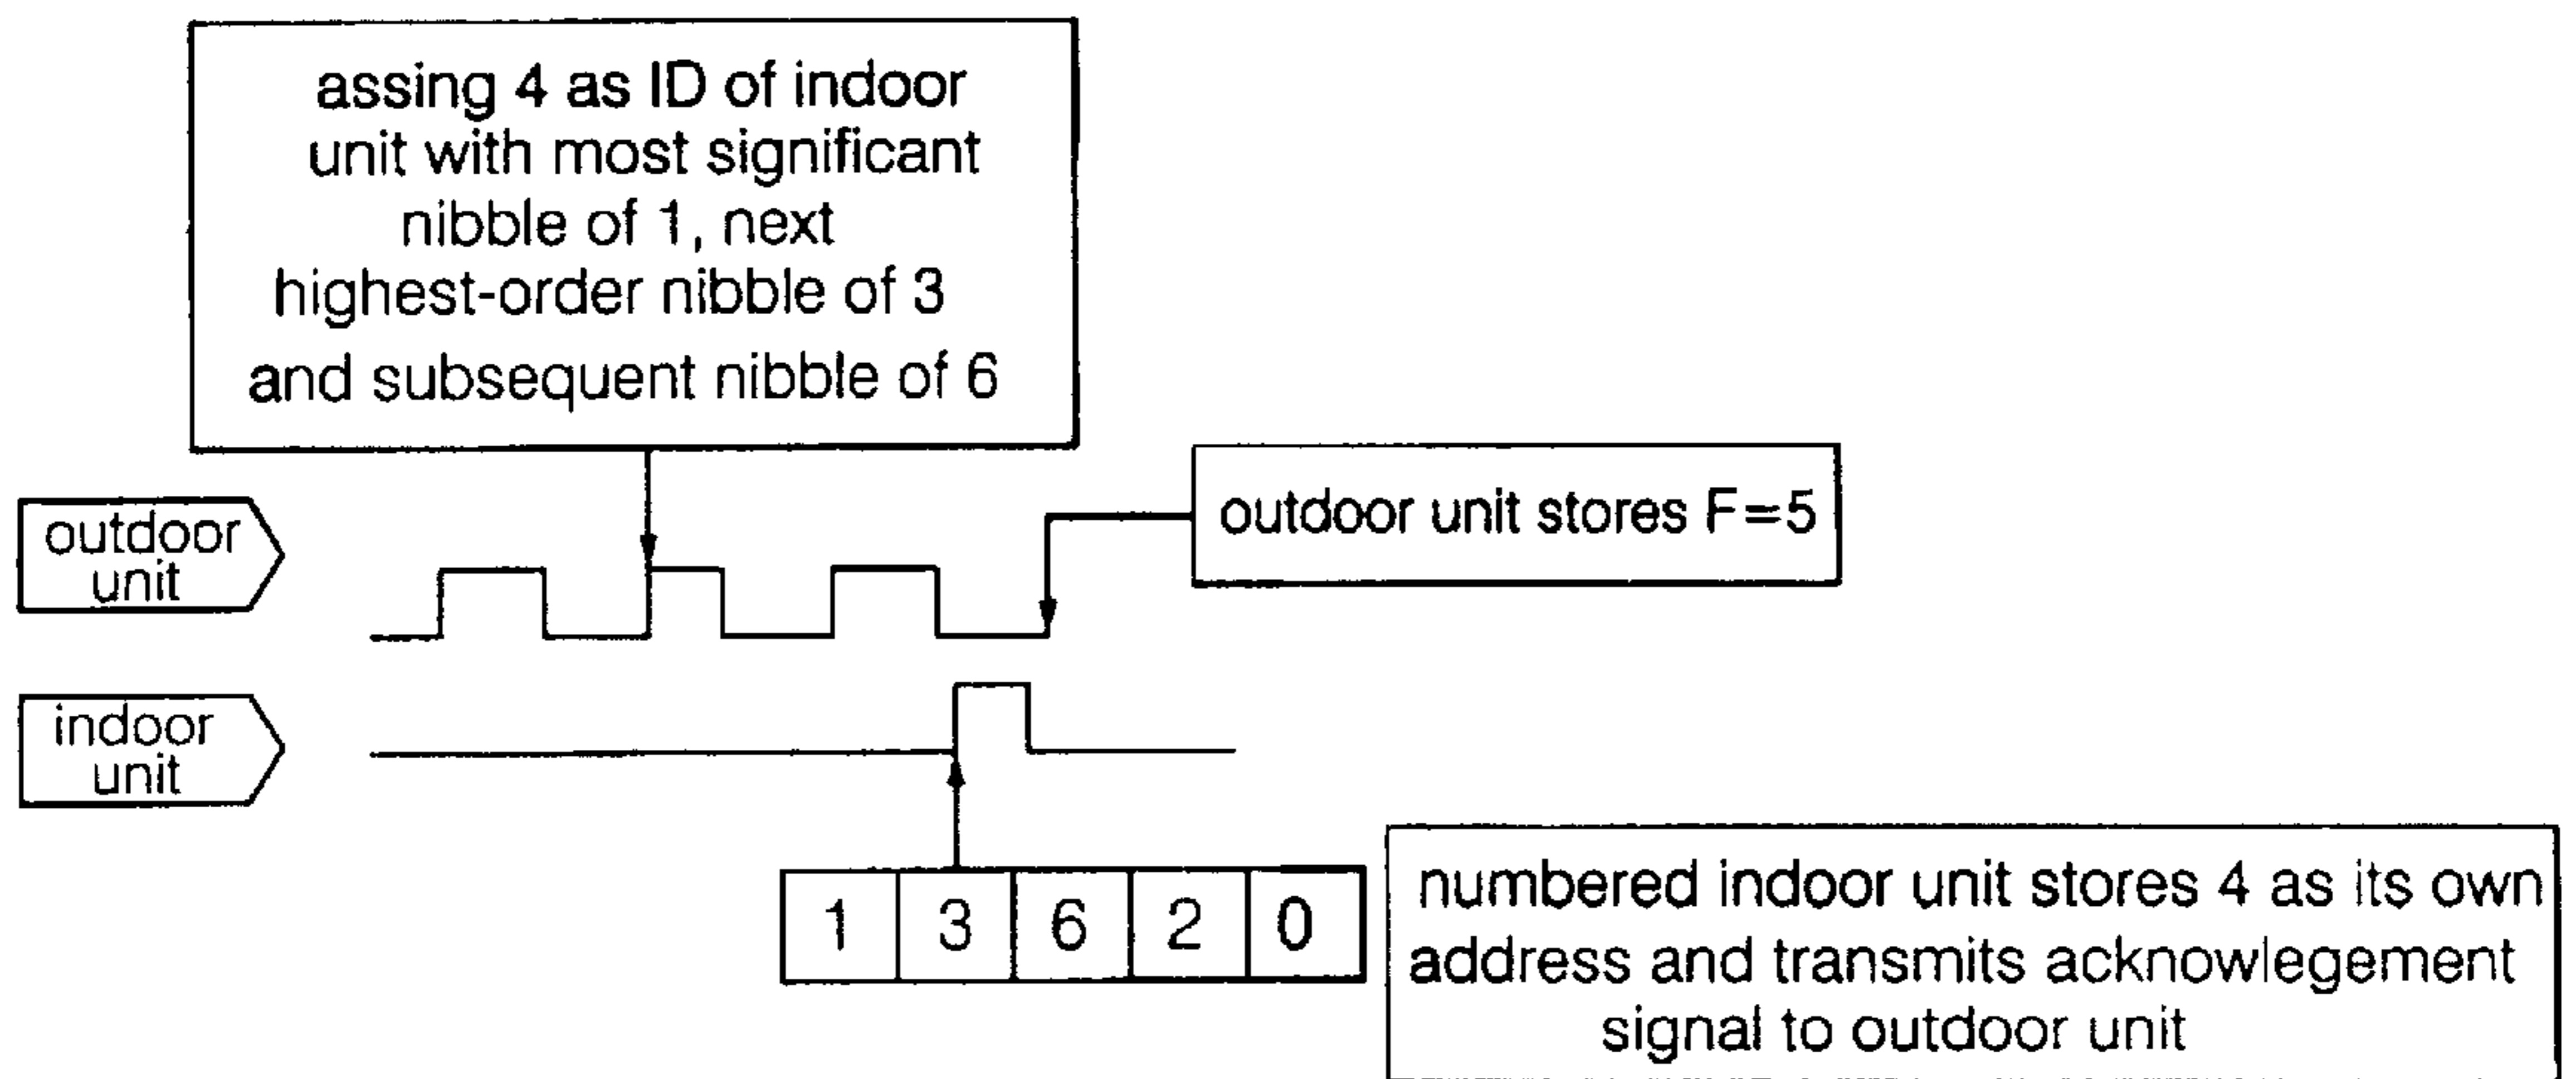 assing 4 as ID of indoor
unit with most significant
nibble of 1, next
highest-order nibble of 3
and subsequent nibble of 6
outdoor unit stores F=5
outdoor
unit
indoor
unit
1 3 6 2 0
numbered indoor unit stores 4 as its own
address and transmits acknowlegement
signal to outdoor unit